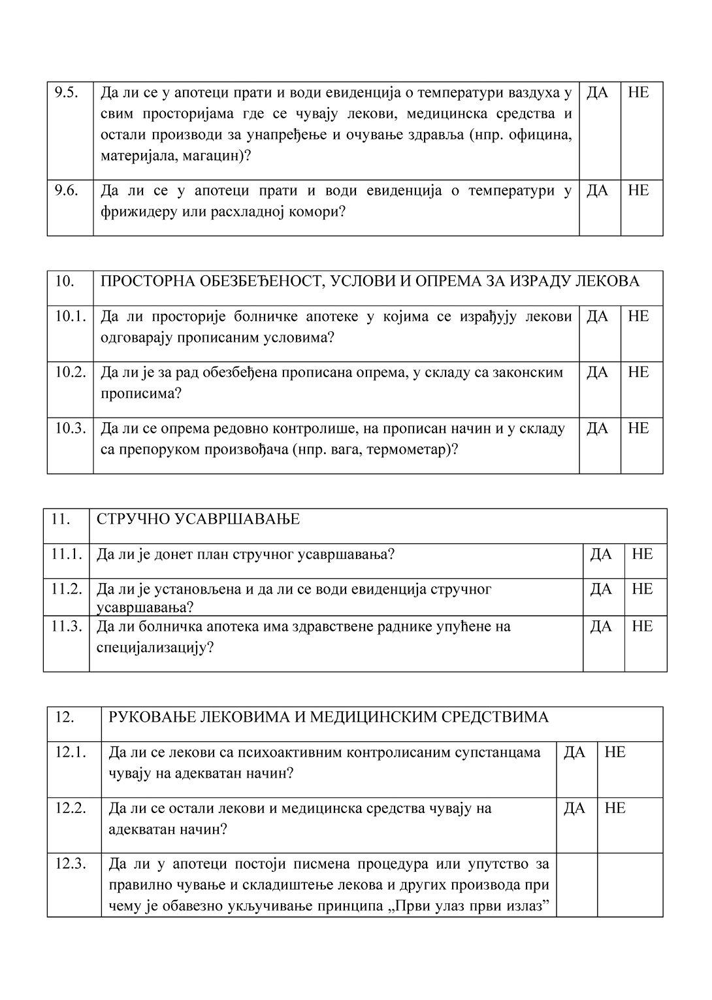 9.5. Да ли се у апотеци прати и води евиденција о температури ваздуха у ДА НЕ
свим просторијама где се чувају лекови, медицинска средства и
остали производи за унапређење и очување здравља (нпр. официна,
материјала, магацин)?
9.6. Да ли се у апотеци прати и води евиденција о температури у ДА НЕ
фрижидеру или расхладној комори?
10. ПРОСТОРНА ОБЕЗБЕЂЕНОСТ, УСЛОВИ И ОПРЕМА ЗА ИЗРАДУ ЛЕКОВА
10.1. Да ли просторије болничке апотеке у којима се израђују лекови ДА НЕ
одговарају прописаним условима?
10.2. Да ли је за рад обезбеђена прописана опрема, у складу са законским ДА НЕ
прописима?
10.3. Да ли се опрема редовно контролише, на прописан начин и у складу ДА НЕ
са препоруком произвођача (нпр. вага, термометар)?
11. СТРУЧНО УСАВРШАВАЊЕ
11.1. Да ли је донет план стручног усавршавања? ДА НЕ
11.2. Да ли је установљена и да ли се води евиденција стручног ДА НЕ
усавршавања?
11.3. Да ли болничка апотека има здравствене раднике упућене на ДА НЕ
специјализацију?
12. РУКОВАЊЕ ЛЕКОВИМА И МЕДИЦИНСКИМ СРЕДСТВИМА
12.1. Да ли се лекови са психоактивним контролисаним супстанцама ДА НЕ
чувају на адекватан начин?
12.2. Да ли се остали лекови и медицинска средства чувају на ДА НЕ
адекватан начин?
12.3. Да ли у апотеци постоји писмена процедура или упутство за
правилно чување и складиштење лекова и других производа при
чему је обавезно укључивање принципа „Први улаз први излаз”